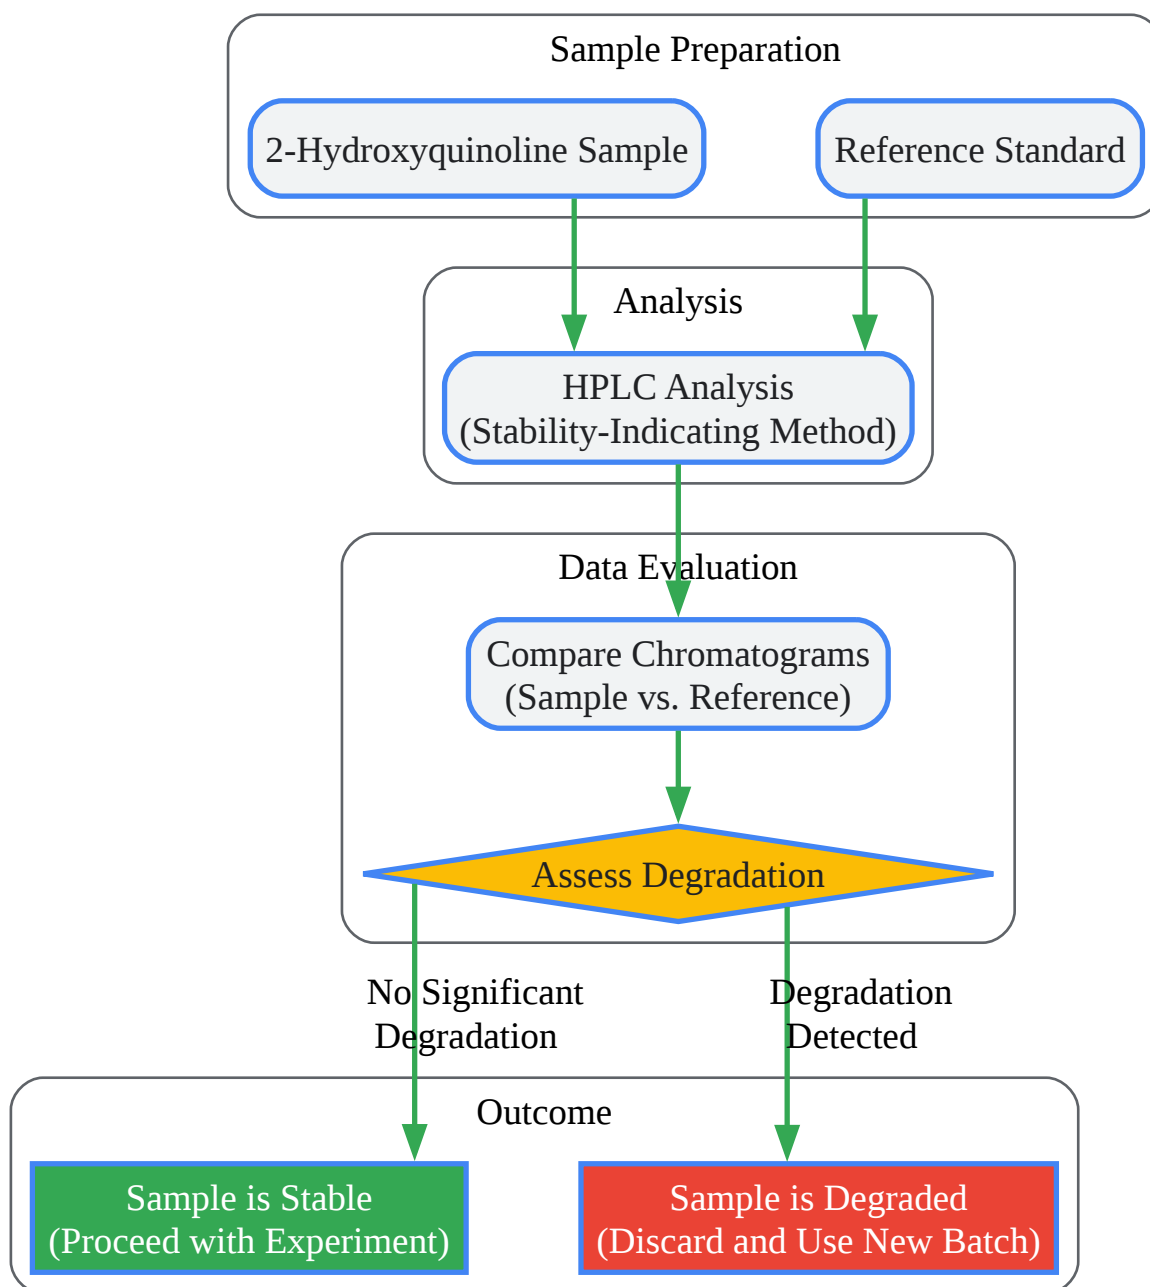 Sample Preparation
2-Hydroxyquinoline Sample
Reference Standard
Analysis
HPLC Analysis
(Stability-Indicating Method)
Data Evaluation
Compare Chromatograms
(Sample vs. Reference)
Assess Degradation
No Significant
Degradation
Degradation
Detected
Outcome
Sample is Stable
(Proceed with Experiment)
Sample is Degraded
(Discard and Use New Batch)